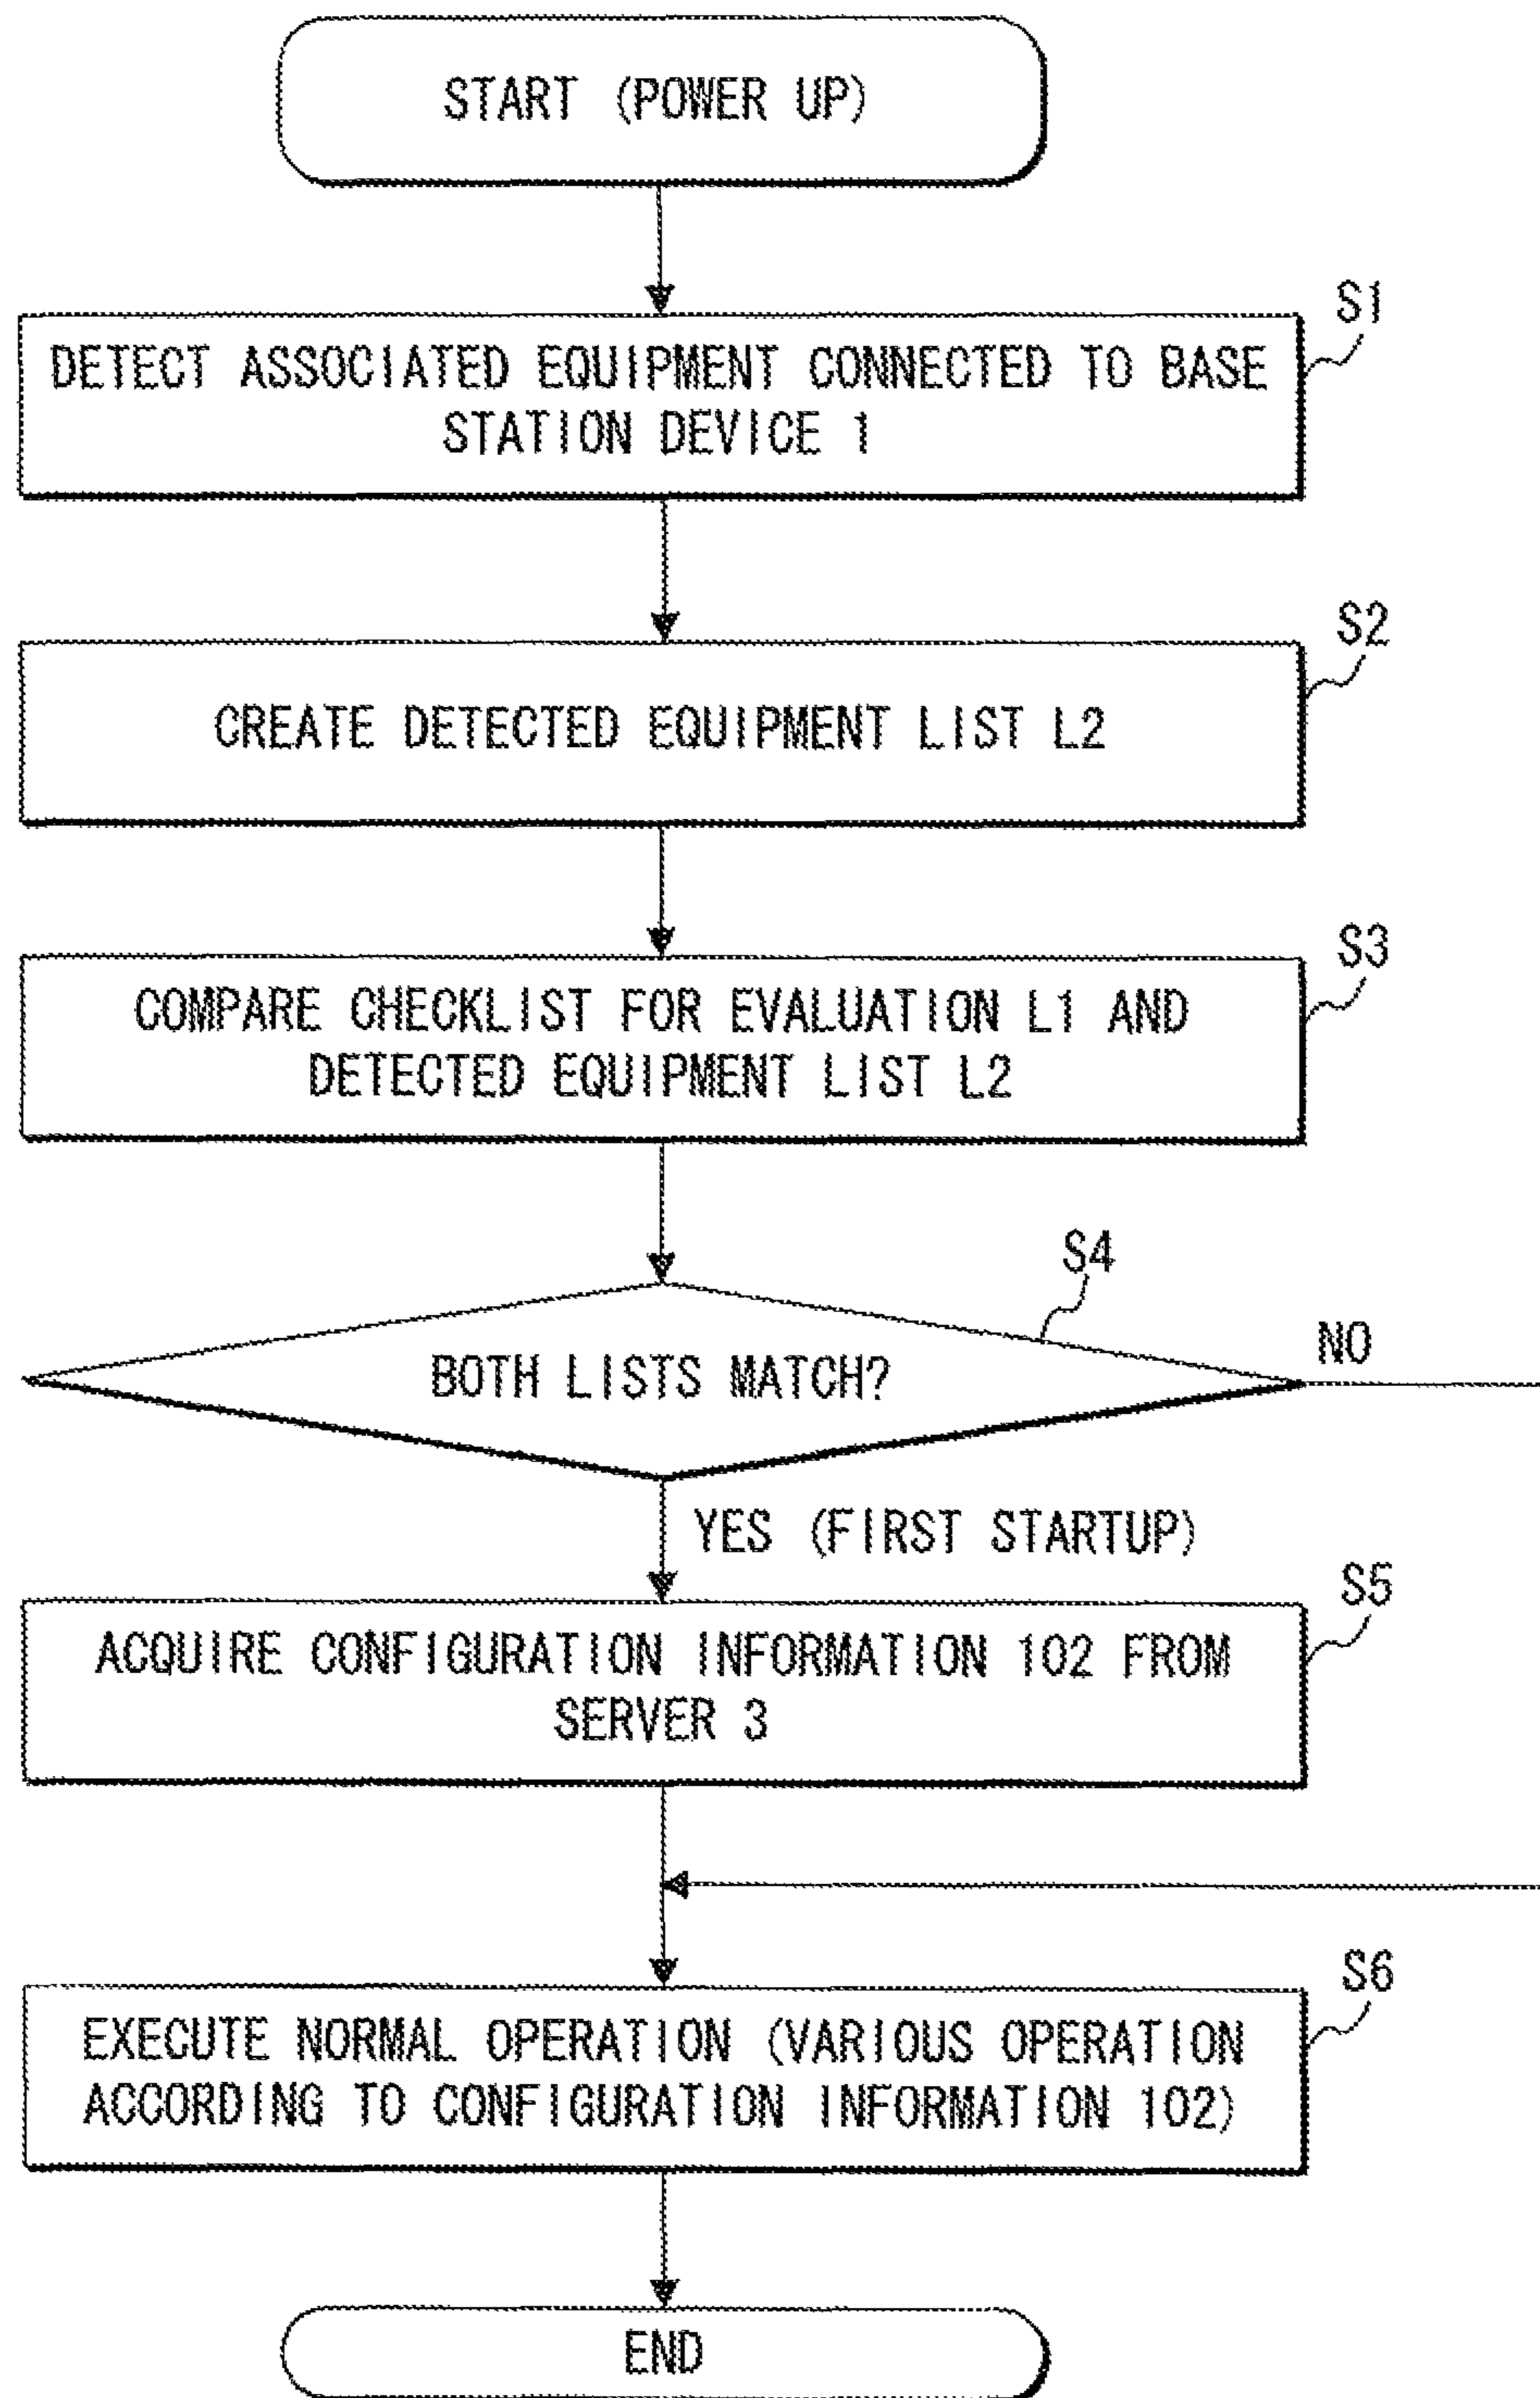 START (POWER UP)
S1
DETECT ASSOCIATED EQUIPMENT CONNECTED TO BASE
STATION DEVICE 1
S2
CREATE DETECTED EQUIPMENT LIST L2
S3
COMPARE CHECKLIST FOR EVALUATION L1 AND
DETECTED EQUIPMENT LIST L2
S4
BOTH LISTS MATCH?
NO
YES (FIRST STARTUP)
S5
ACQUIRE CONFIGURATION INFORMATION 102 FROM
SERVER 3
S6
EXECUTE NORMAL OPERATION (VARIOUS OPERATION
ACCORDING TO CONFIGURATION INFORMATION 102)
END